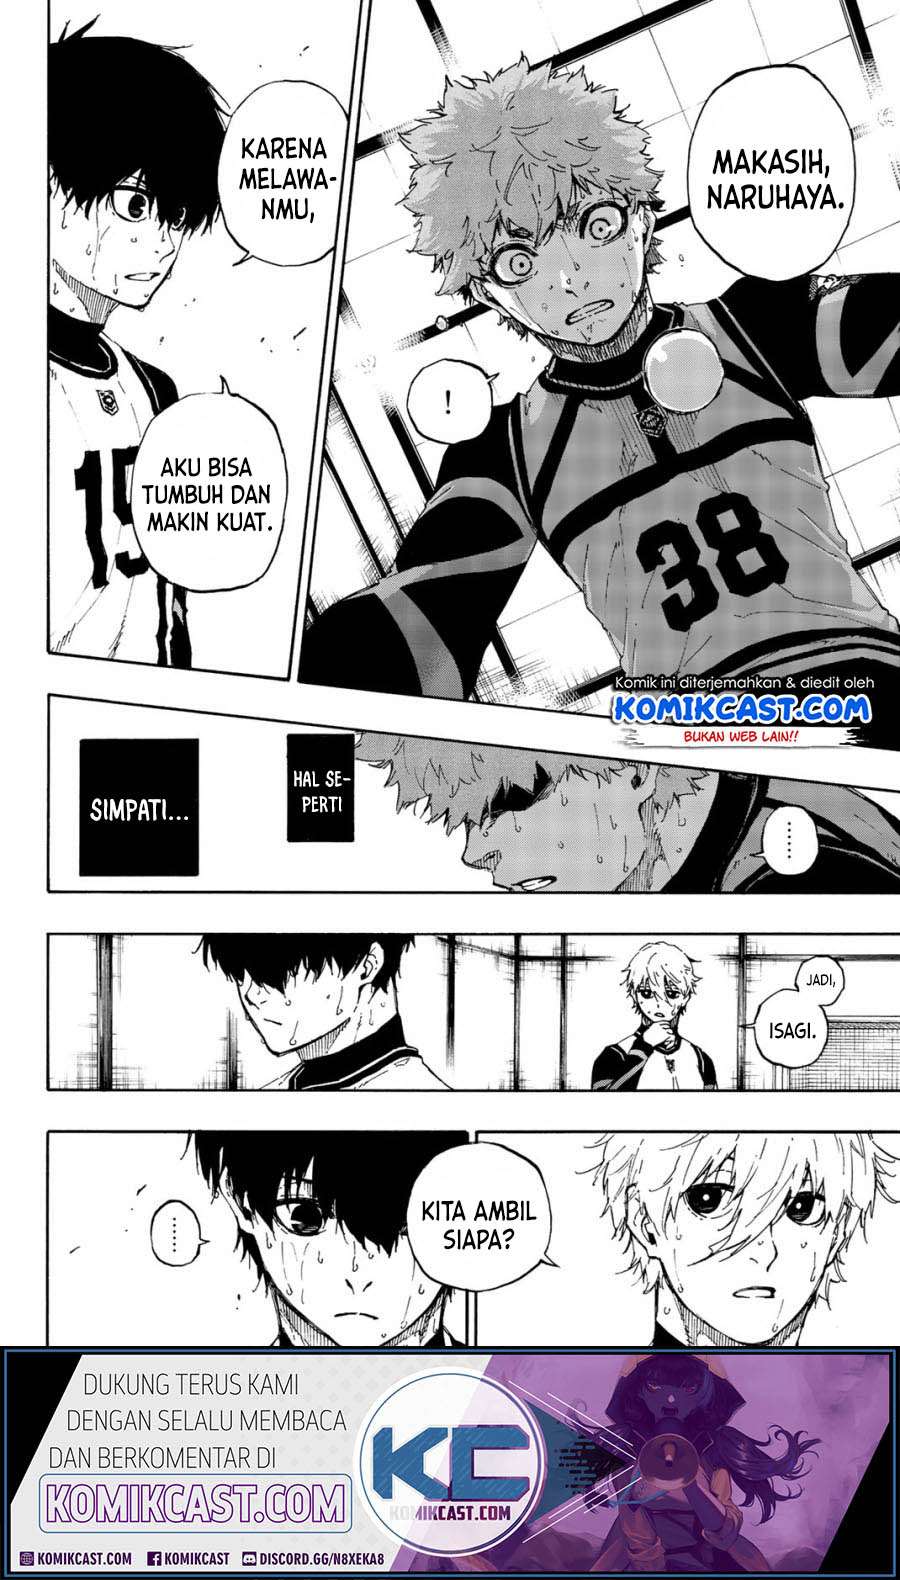 MAKASIH,
NARUHAYA.
!
KARENA
MELAWA-
NMU,
AKU BISA
TUMBUH DAN
MAKIN KUAT.
15
38
Komik ini diterjemahkan & diedit oleh
KOMIKCAST.COM
BUKAN WEB LAIN!!
......
HAL SE-
PERTI
SIMPATI...
JADI,
ISAGI.
KITA AMBIL
SIAPA?
......
DUKUNG TERUS KAMI
DENGAN SELALU MEMBACA
DAN BERKOMENTAR DI
KOMIKCAST.COM
KC
KOMIKCAST.COM
KOMIKCAST.COM KOMIKCAST DISCORD.GG/N8XEKA8